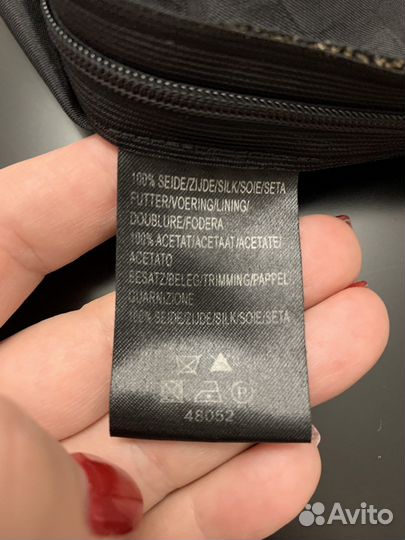 100% SEIDE/ZIJDE/SILK/SOIE/SETA
FUTTER/VOERING/LINING/
DOUBLURE/FODERA
100% ACETAT/ACETAAT/ACETATE/
ACETATO
BESATZ/BELEG/TRIMMING/PAPPEL
GUARNIZIONE
100% SEIDE/ZIJDE/SILK/SOIE/SETA
P
48052
Avito